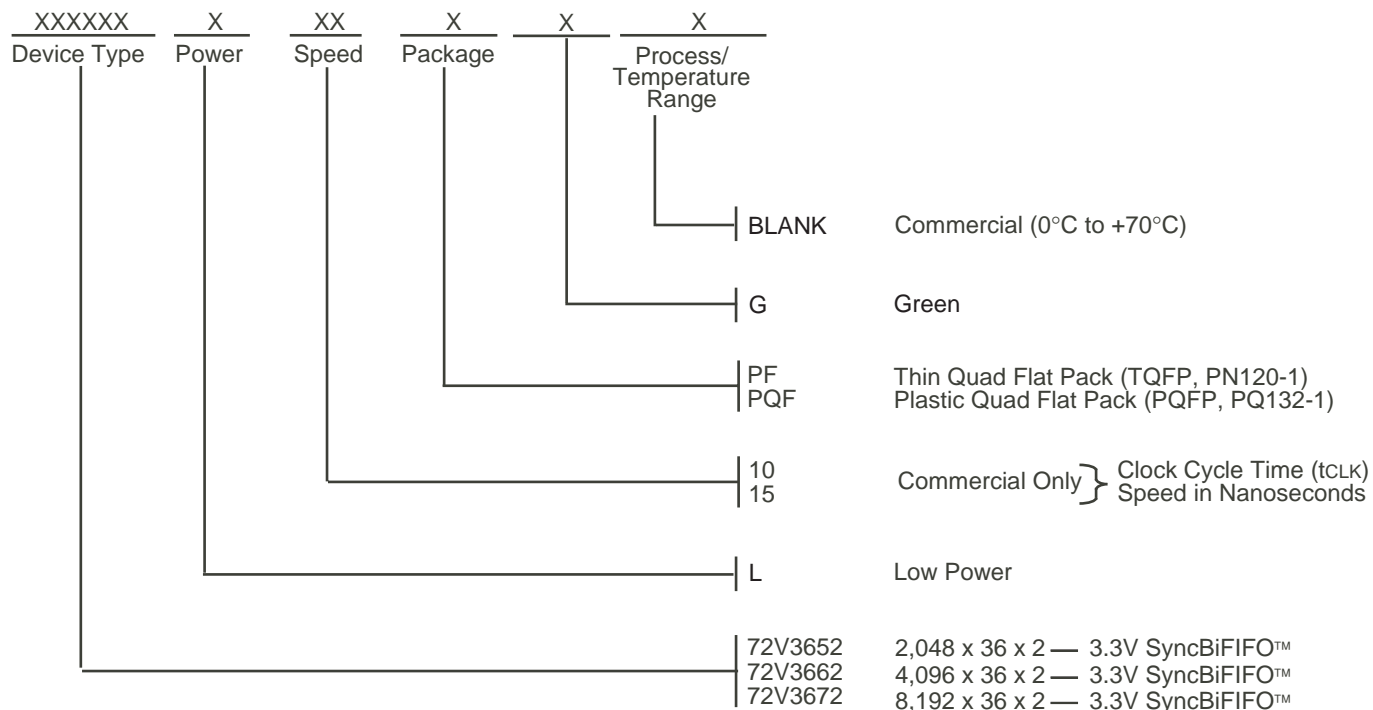 XXXXXX X XX X X X
Device Type Power Speed Package Process/
Temperature
Range
BLANK Commercial (0°C to +70°C)
G Green
PF Thin Quad Flat Pack (TQFP, PN120-1)
PQF Plastic Quad Flat Pack (PQFP, PQ132-1)
10
15
Commercial Only } Clock Cycle Time (tCLK)
Speed in Nanoseconds
L Low Power
72V3652 2,048 x 36 x 2 — 3.3V SyncBiFIFO™
72V3662 4,096 x 36 x 2 — 3.3V SyncBiFIFO™
72V3672 8,192 x 36 x 2 — 3.3V SyncBiFIFO™